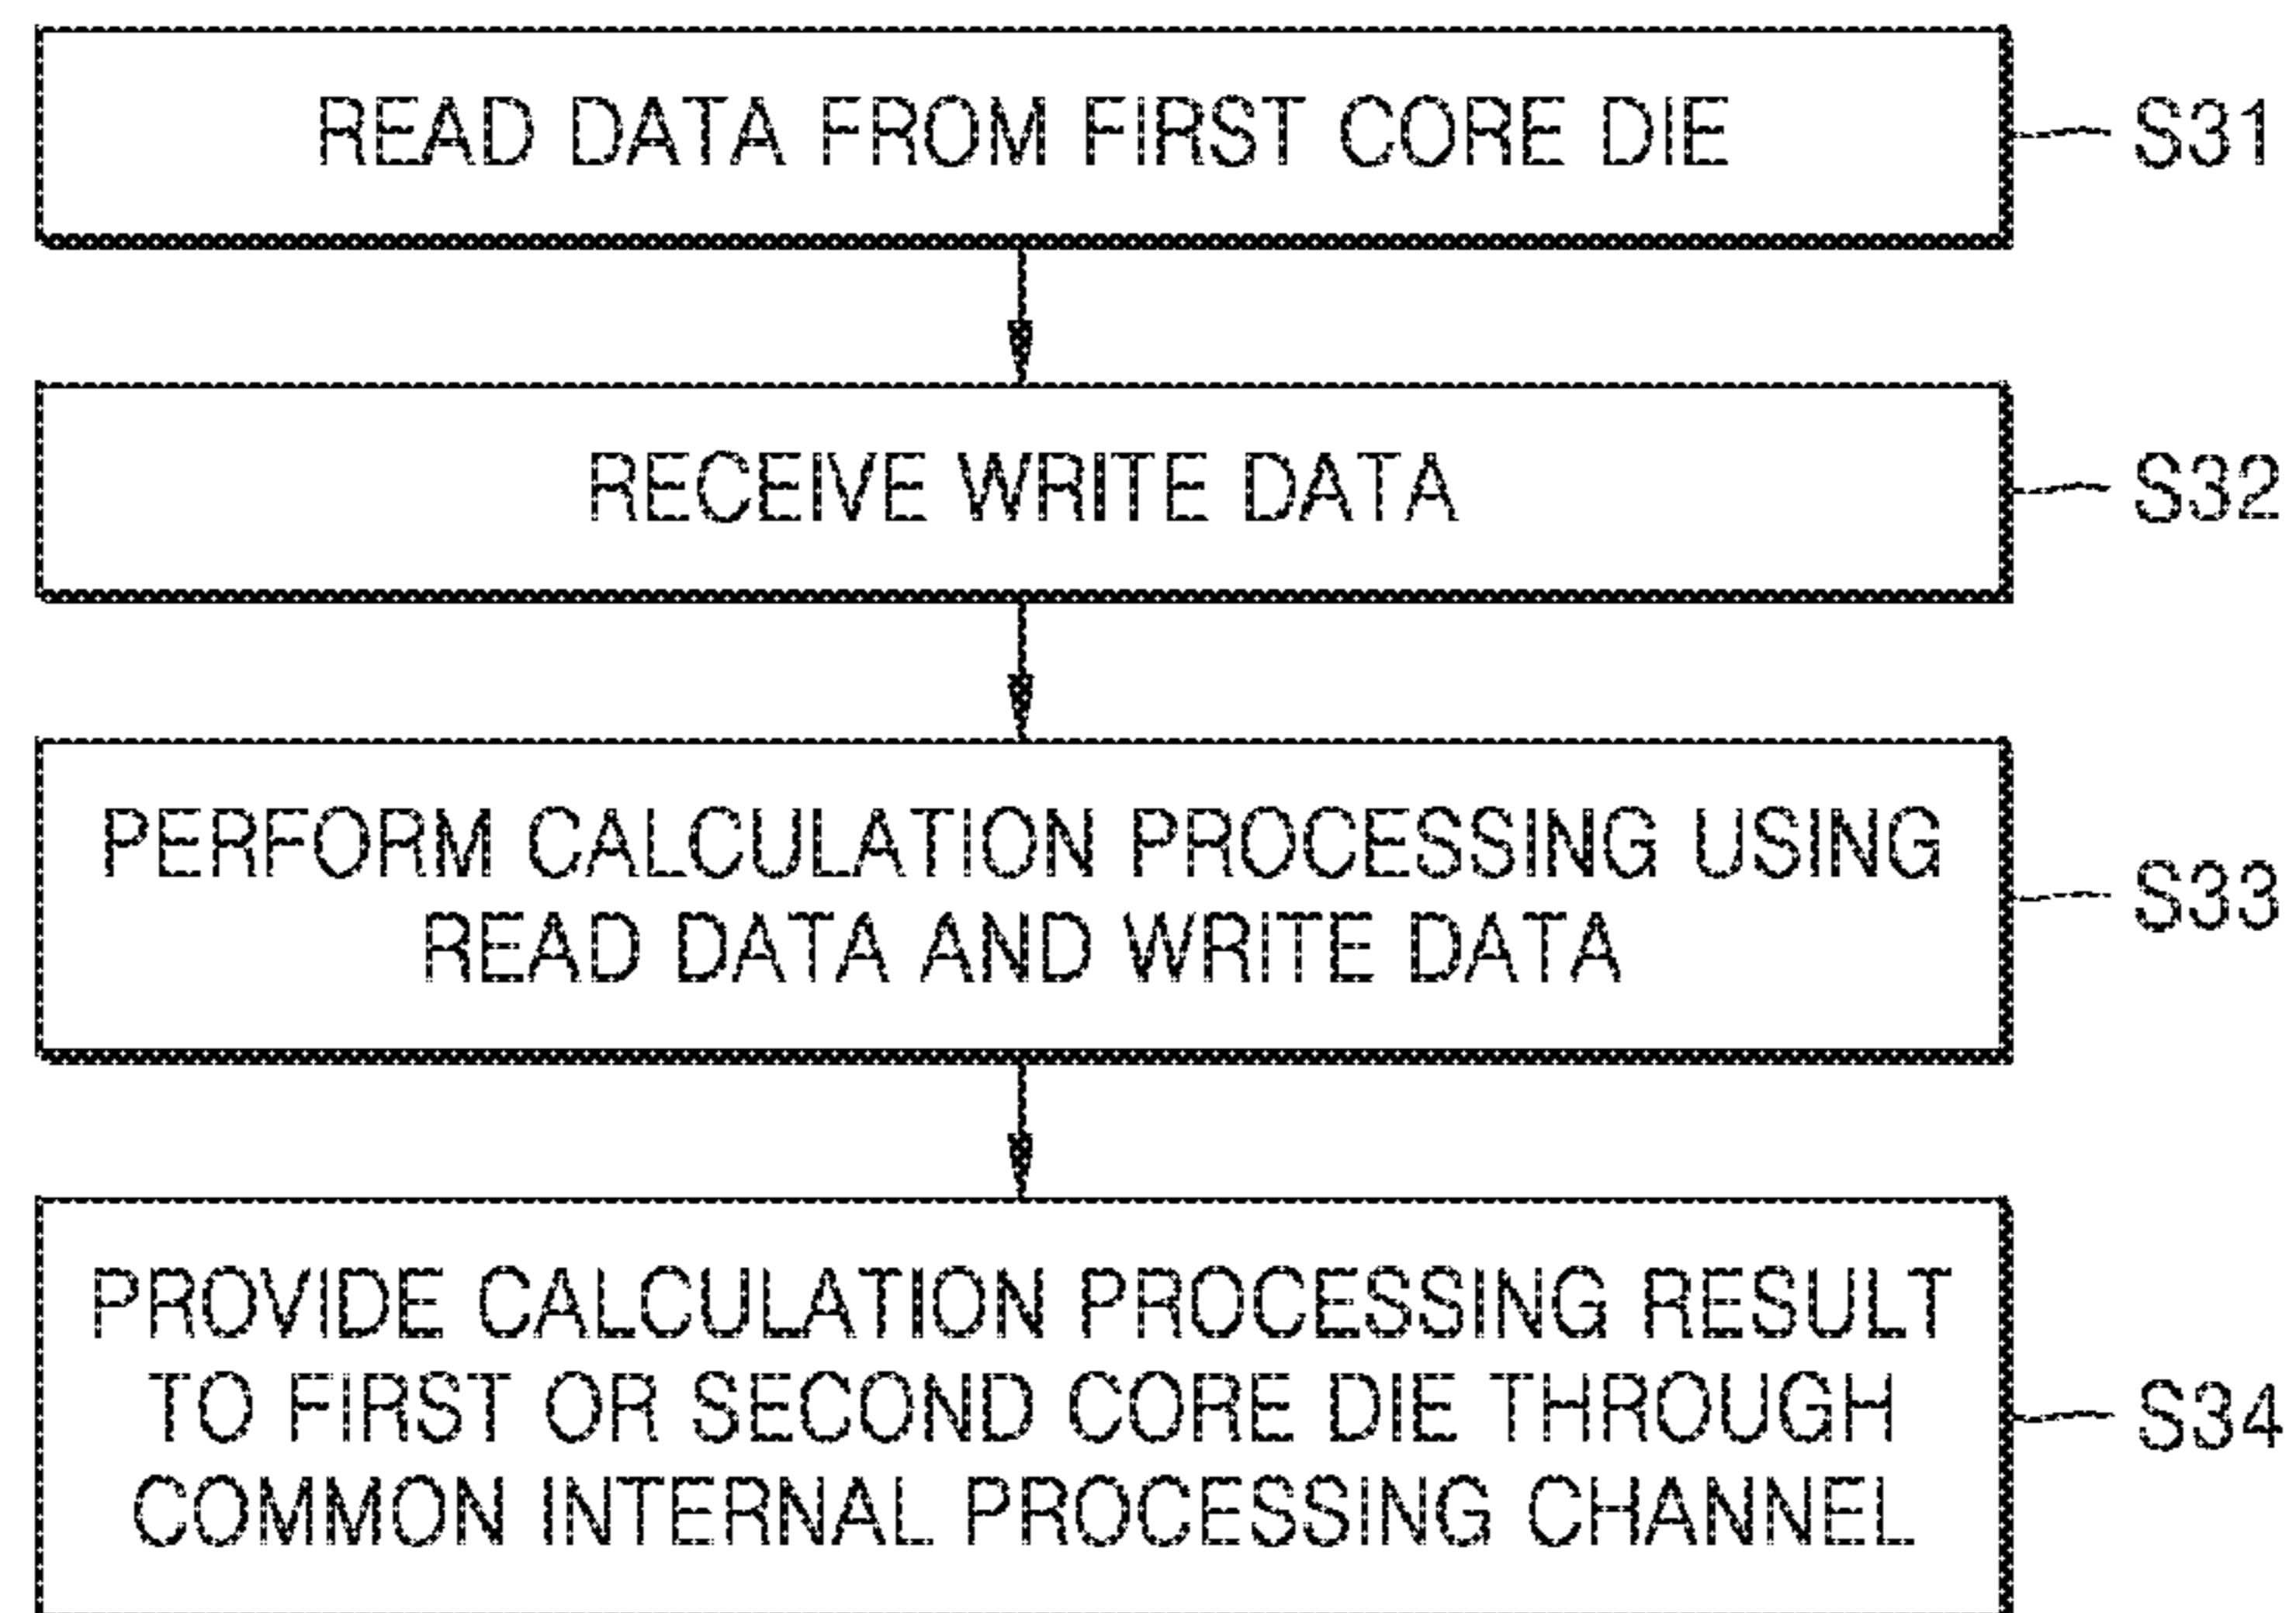 READ DATA FROM FIRST CORE DIE
S31
RECEIVE WRITE DATA
S32
PERFORM CALCULATION PROCESSING USING
READ DATA AND WRITE DATA
S33
PROVIDE CALCULATION PROCESSING RESULT
TO FIRST OR SECOND CORE DIE THROUGH
COMMON INTERNAL PROCESSING CHANNEL
S34